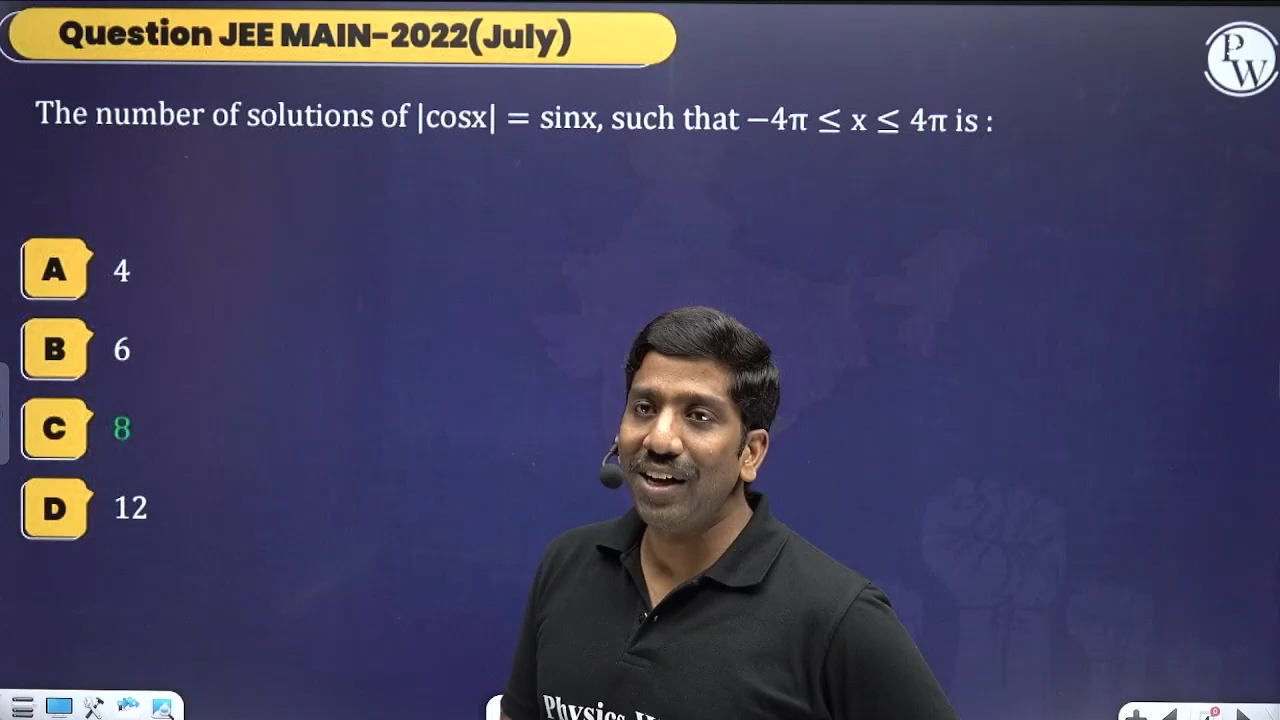 Question JEE MAIN-2022(July)
P
W
The number of solutions of |cosx| = sinx, such that −4π ≤ x ≤ 4π is :
A 4
B 6
C 8
D 12
Physics